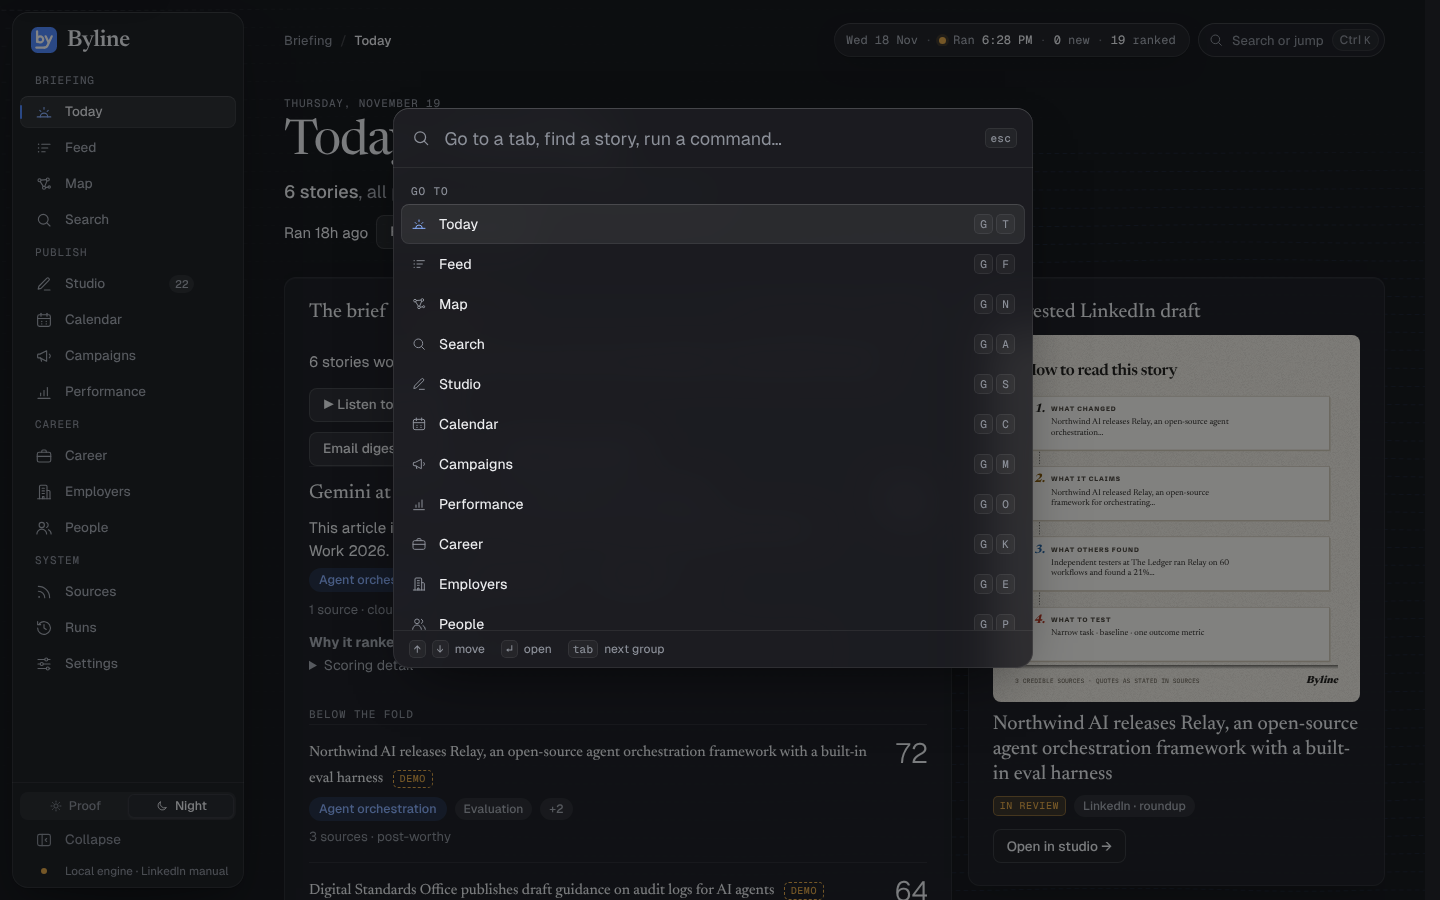 by Byline
BRIEFING
Today
Feed
Map
Search
PUBLISH
Studio 22
Calendar
Campaigns
Performance
CAREER
Career
Employers
People
SYSTEM
Sources
Runs
Settings
Proof Night
Collapse
Local engine · LinkedIn manual
Briefing / Today
Wed 18 Nov · Ran 6:28 PM · 0 new · 19 ranked
Search or jump Ctrl K
THURSDAY, NOVEMBER 19
Today
6 stories, all
Ran 18h ago
Go to a tab, find a story, run a command... esc
GO TO
Today G T
Feed G F
Map G N
Search G A
Studio G S
Calendar G C
Campaigns G M
Performance G O
Career G K
Employers G E
People G P
↑ ↓ move ↵ open tab next group
The brief
6 stories wo
▶ Listen to
Email diges
Gemini at
This article i
Work 2026.
Agent orches
1 source · clou
Why it ranke
▶ Scoring detail
BELOW THE FOLD
Northwind AI releases Relay, an open-source agent orchestration framework with a built-in
eval harness DEMO
72
Agent orchestration Evaluation +2
3 sources · post-worthy
Digital Standards Office publishes draft guidance on audit logs for AI agents DEMO
64
ested LinkedIn draft
How to read this story
1. WHAT CHANGED
Northwind AI releases Relay, an open-source agent
orchestration...
2. WHAT IT CLAIMS
Northwind AI released Relay, an open-source
framework for orchestrating...
3. WHAT OTHERS FOUND
Independent testers at The Ledger ran Relay on 60
workflows and found a 21%...
4. WHAT TO TEST
Narrow task · baseline · one outcome metric
3 CREDIBLE SOURCES · QUOTES AS STATED IN SOURCES
Byline
Northwind AI releases Relay, an open-source
agent orchestration framework with a built-
in eval harness
IN REVIEW LinkedIn · roundup
Open in studio →